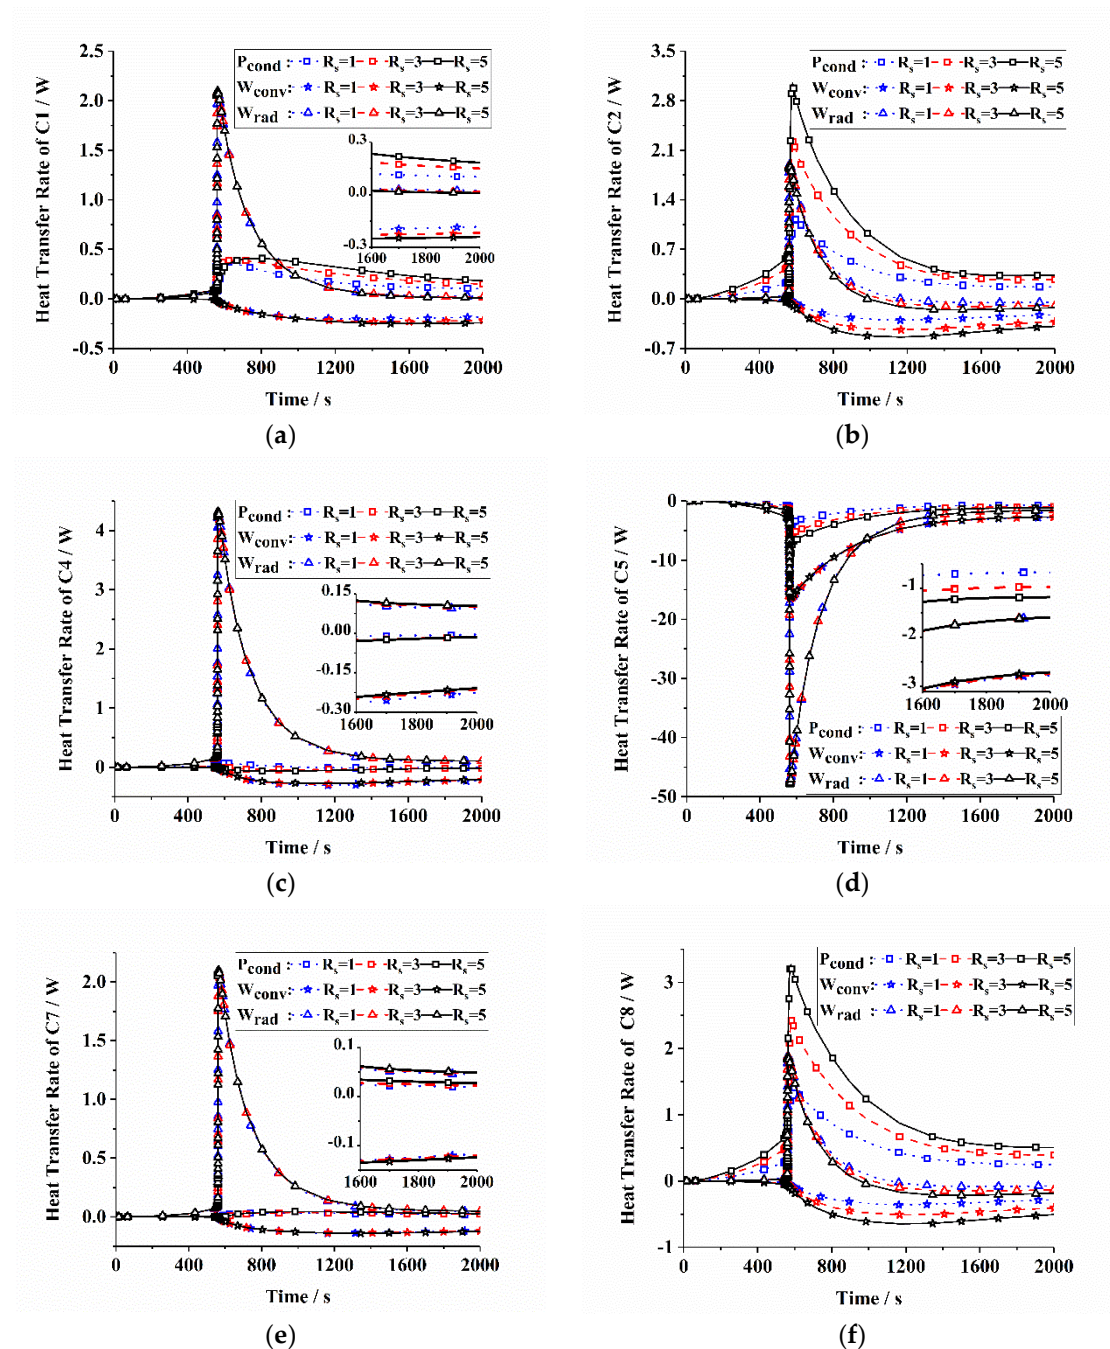 Heat Transfer Rate of C1 / W
2.5
2.0
1.5
1.0
0.5
0.0
-0.5
Pcond : Rs=1 Rs=3 Rs=5
Wconv: Rs=1 Rs=3 Rs=5
Wrad : Rs=1 Rs=3 Rs=5
0.3
0.0
-0.3
1600 1800 2000
0 400 800 1200 1600 2000
Time / s
(a)
Heat Transfer Rate of C2 / W
3.5
2.8
2.1
1.4
0.7
0.0
-0.7
Pcond : Rs=1 Rs=3 Rs=5
Wconv: Rs=1 Rs=3 Rs=5
Wrad : Rs=1 Rs=3 Rs=5
0 400 800 1200 1600 2000
Time / s
(b)
Heat Transfer Rate of C4 / W
4
3
2
1
0
Pcond : Rs=1 Rs=3 Rs=5
Wconv: Rs=1 Rs=3 Rs=5
Wrad : Rs=1 Rs=3 Rs=5
0.15
0.00
-0.15
-0.30
1600 1800 2000
0 400 800 1200 1600 2000
Time / s
(c)
Heat Transfer Rate of C5 / W
0
-10
-20
-30
-40
-50
-1
-2
-3
1600 1800 2000
Pcond : Rs=1 Rs=3 Rs=5
Wconv: Rs=1 Rs=3 Rs=5
Wrad : Rs=1 Rs=3 Rs=5
0 400 800 1200 1600 2000
Time / s
(d)
Heat Transfer Rate of C7 / W
2.0
1.5
1.0
0.5
0.0
Pcond : Rs=1 Rs=3 Rs=5
Wconv: Rs=1 Rs=3 Rs=5
Wrad : Rs=1 Rs=3 Rs=5
0.1
0.0
-0.1
1600 1800 2000
0 400 800 1200 1600 2000
Time / s
(e)
Heat Transfer Rate of C8 / W
3
2
1
0
-1
Pcond : Rs=1 Rs=3 Rs=5
Wconv: Rs=1 Rs=3 Rs=5
Wrad : Rs=1 Rs=3 Rs=5
0 400 800 1200 1600 2000
Time / s
(f)